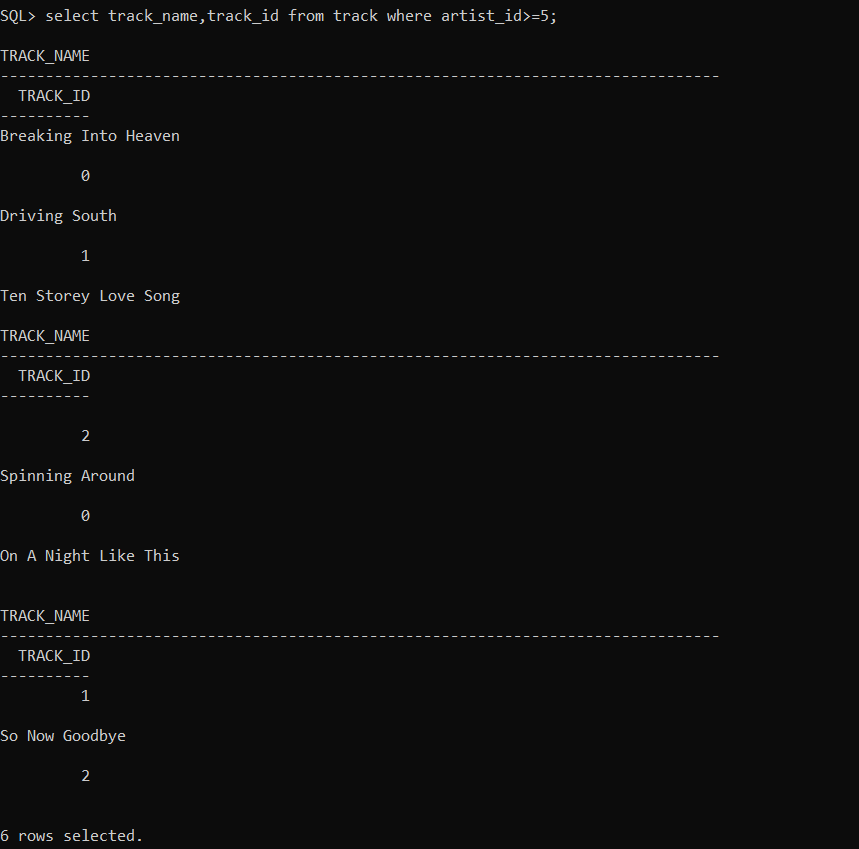 SQL> select track_name,track_id from track where artist_id>=5;
TRACK_NAME
--------------------------------------------------------------------------------
  TRACK_ID
----------
Breaking Into Heaven
         0
Driving South
         1
Ten Storey Love Song
TRACK_NAME
--------------------------------------------------------------------------------
  TRACK_ID
----------
         2
Spinning Around
         0
On A Night Like This
TRACK_NAME
--------------------------------------------------------------------------------
  TRACK_ID
----------
         1
So Now Goodbye
         2
6 rows selected.